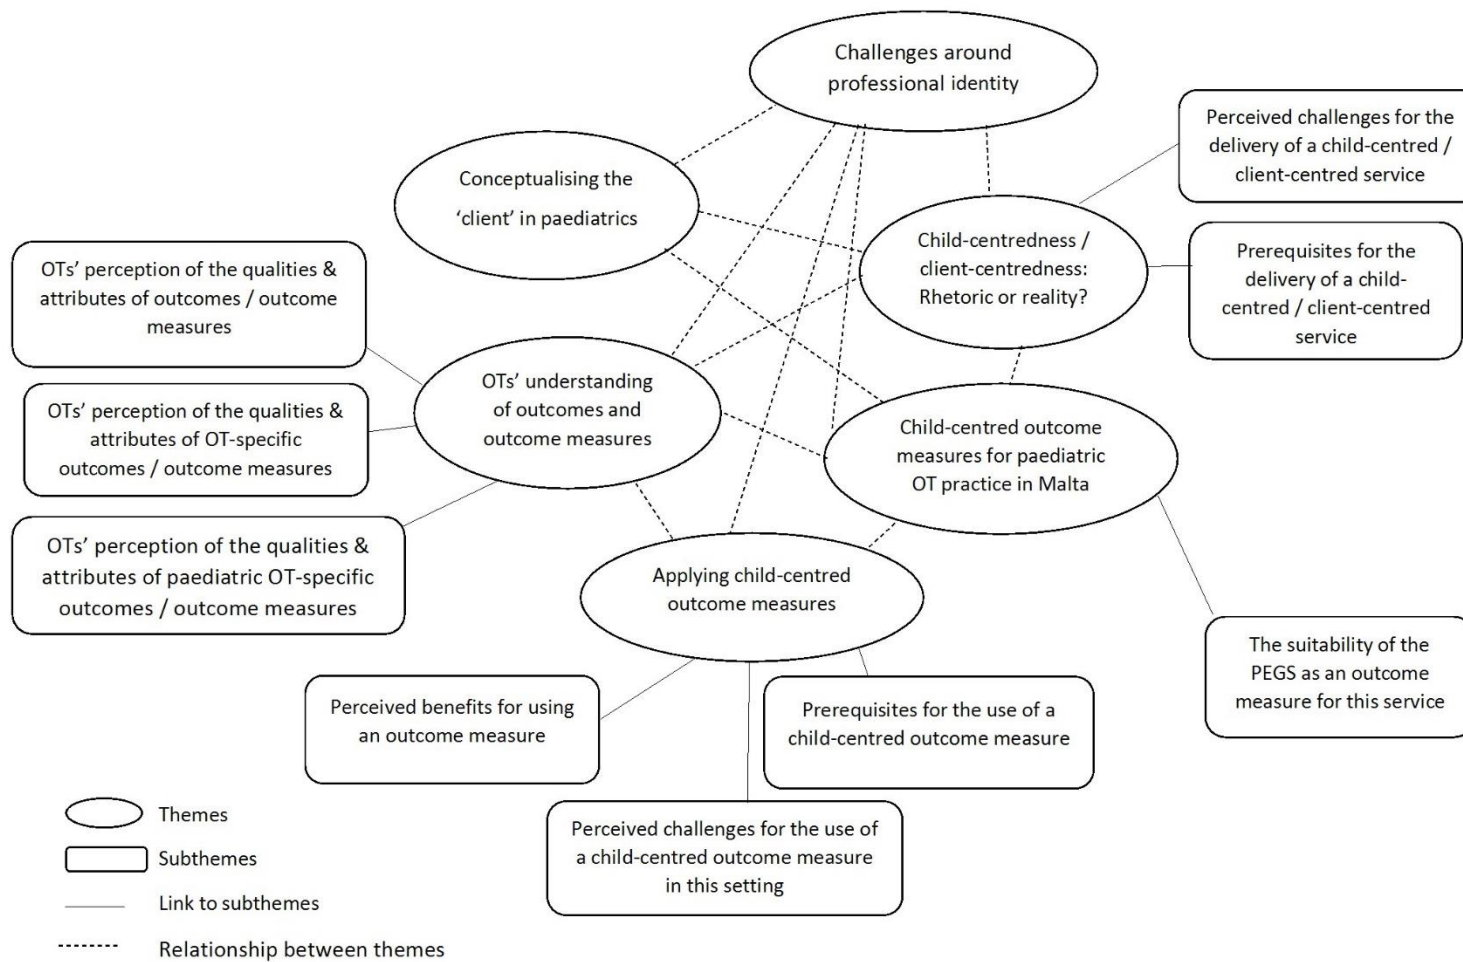 Challenges around
professional identity
Conceptualising the
‘client’ in paediatrics
Perceived challenges for the
delivery of a child-centred /
client-centred service
Child-centredness /
client-centredness:
Rhetoric or reality?
Prerequisites for the
delivery of a child-
centred / client-centred
service
OTs’ perception of the qualities &
attributes of outcomes / outcome
measures
OTs’ understanding
of outcomes and
outcome measures
OTs’ perception of the qualities &
attributes of OT-specific
outcomes / outcome measures
Child-centred outcome
measures for paediatric
OT practice in Malta
OTs’ perception of the qualities &
attributes of paediatric OT-specific
outcomes / outcome measures
Applying child-centred
outcome measures
The suitability of the
PEGS as an outcome
measure for this service
Perceived benefits for using
an outcome measure
Prerequisites for the use of a
child-centred outcome measure
Perceived challenges for the use of
a child-centred outcome measure
in this setting
Themes
Subthemes
Link to subthemes
Relationship between themes